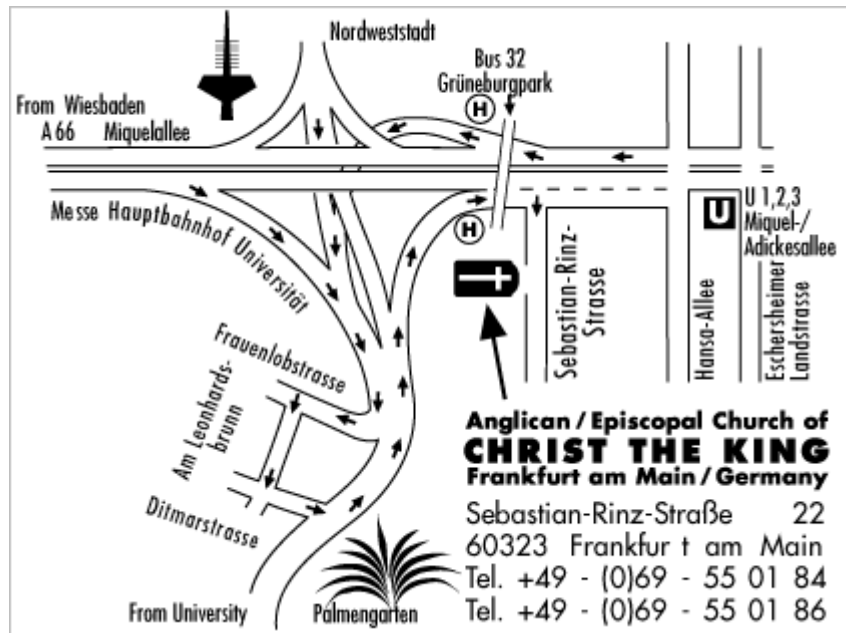 Nordweststadt
Bus 32
Grüneburgpark
H
From Wiesbaden
A 66 Miquelallee
Messe Hauptbahnhof Universität
H
U
U 1,2,3
Miquel-/
Adickesallee
Sebastian-Rinz-
Strasse
Hansa-Allee
Eschersheimer
Landstrasse
Frauenlobstrasse
Am Leonhards-
brunn
Ditmarstrasse
From University
Palmengarten
Anglican / Episcopal Church of
CHRIST THE KING
Frankfurt am Main / Germany
Sebastian-Rinz-Straße 22
60323 Frankfur t am Main
Tel. +49 - (0)69 - 55 01 84
Tel. +49 - (0)69 - 55 01 86